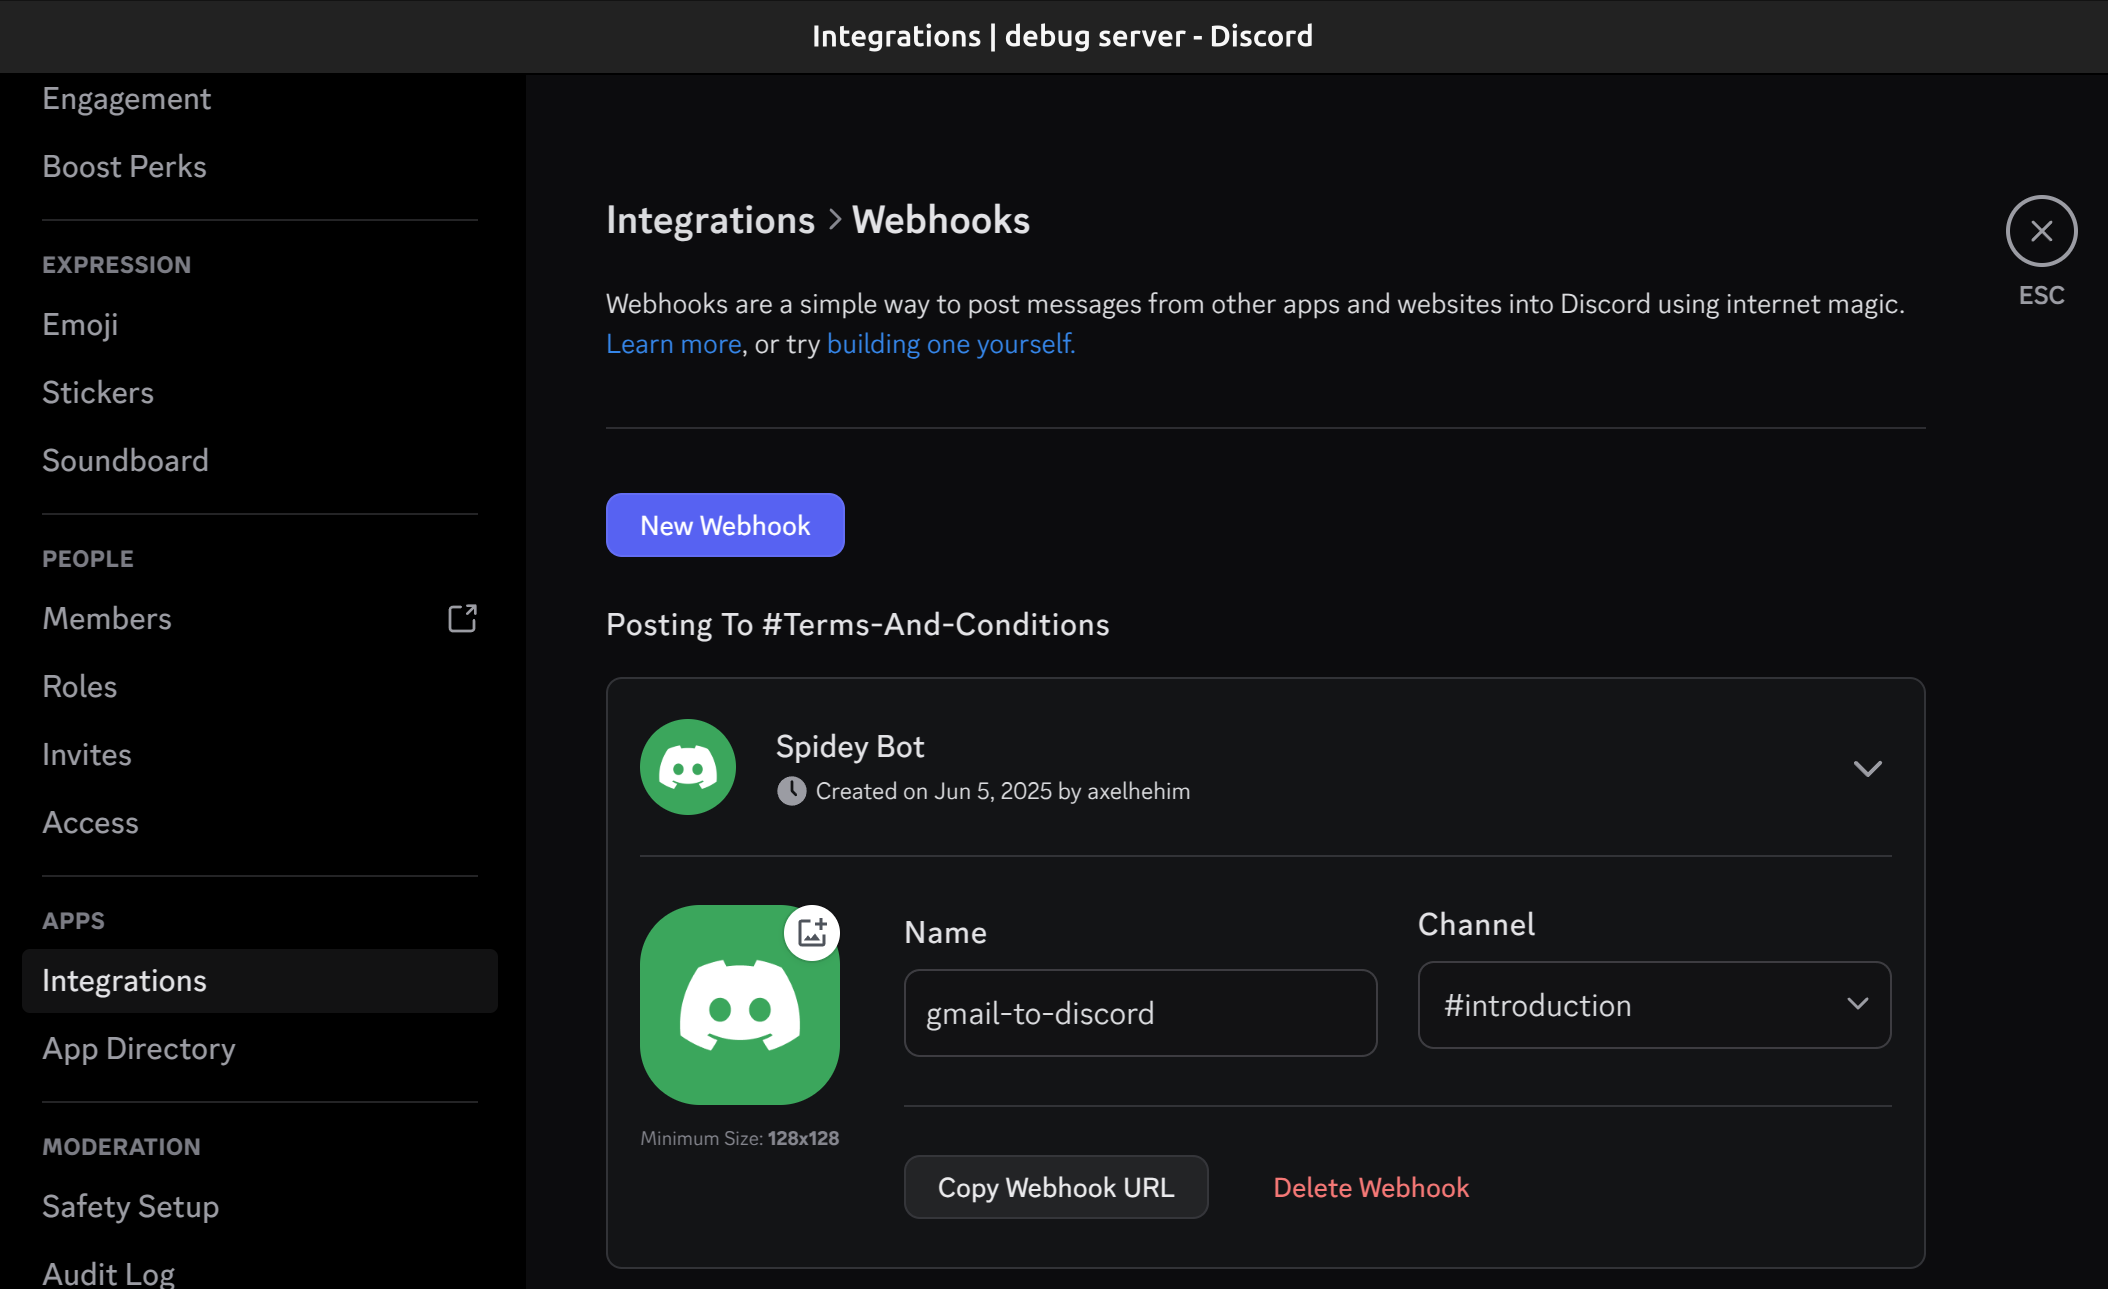 Integrations | debug server - Discord
Engagement
Boost Perks
EXPRESSION
Emoji
Stickers
Soundboard
PEOPLE
Members
Roles
Invites
Access
APPS
Integrations
App Directory
MODERATION
Safety Setup
Audit Log
Integrations > Webhooks
ESC
Webhooks are a simple way to post messages from other apps and websites into Discord using internet magic.
Learn more, or try building one yourself.
New Webhook
Posting To #Terms-And-Conditions
Spidey Bot
Created on Jun 5, 2025 by axelhehim
Minimum Size: 128x128
Name
gmail-to-discord
Channel
#introduction
Copy Webhook URL
Delete Webhook